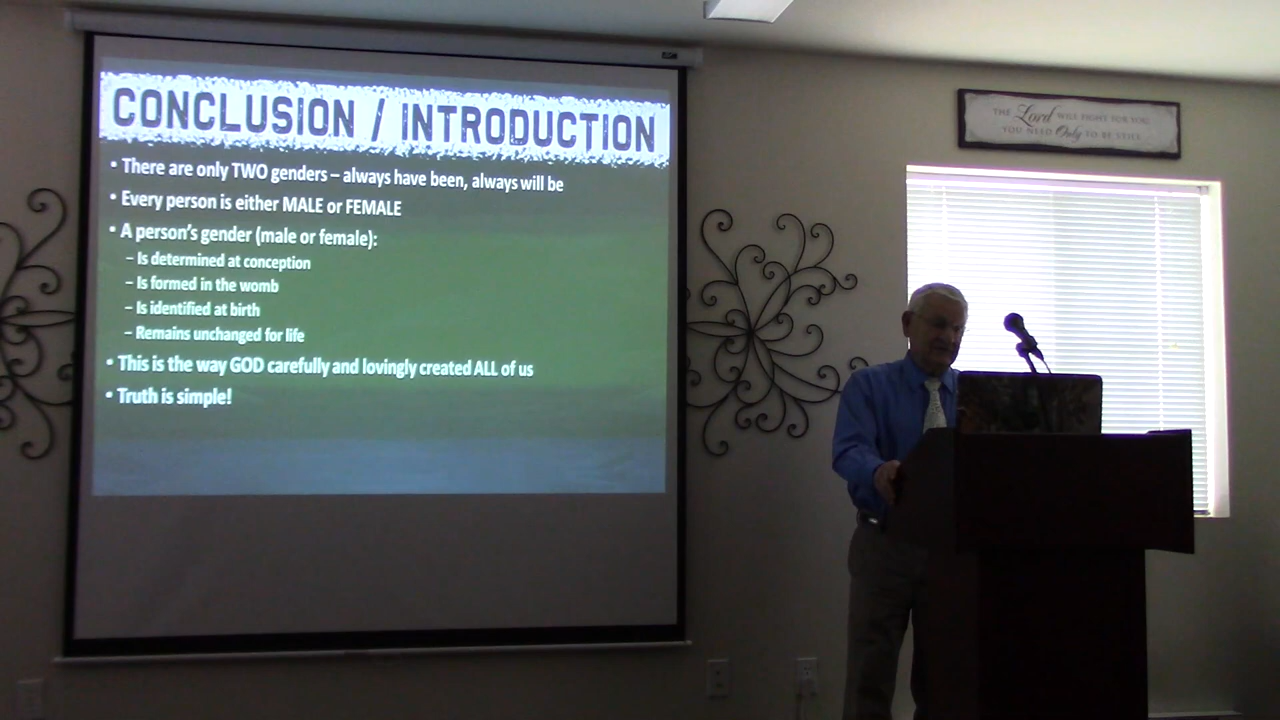 CONCLUSION / INTRODUCTION
• There are only TWO genders – always have been, always will be
• Every person is either MALE or FEMALE
• A person's gender (male or female):
– Is determined at conception
– Is formed in the womb
– Is identified at birth
– Remains unchanged for life
• This is the way GOD carefully and lovingly created ALL of us
• Truth is simple!
THE Lord WILL FIGHT FOR YOU
YOU NEED Only TO BE STILL